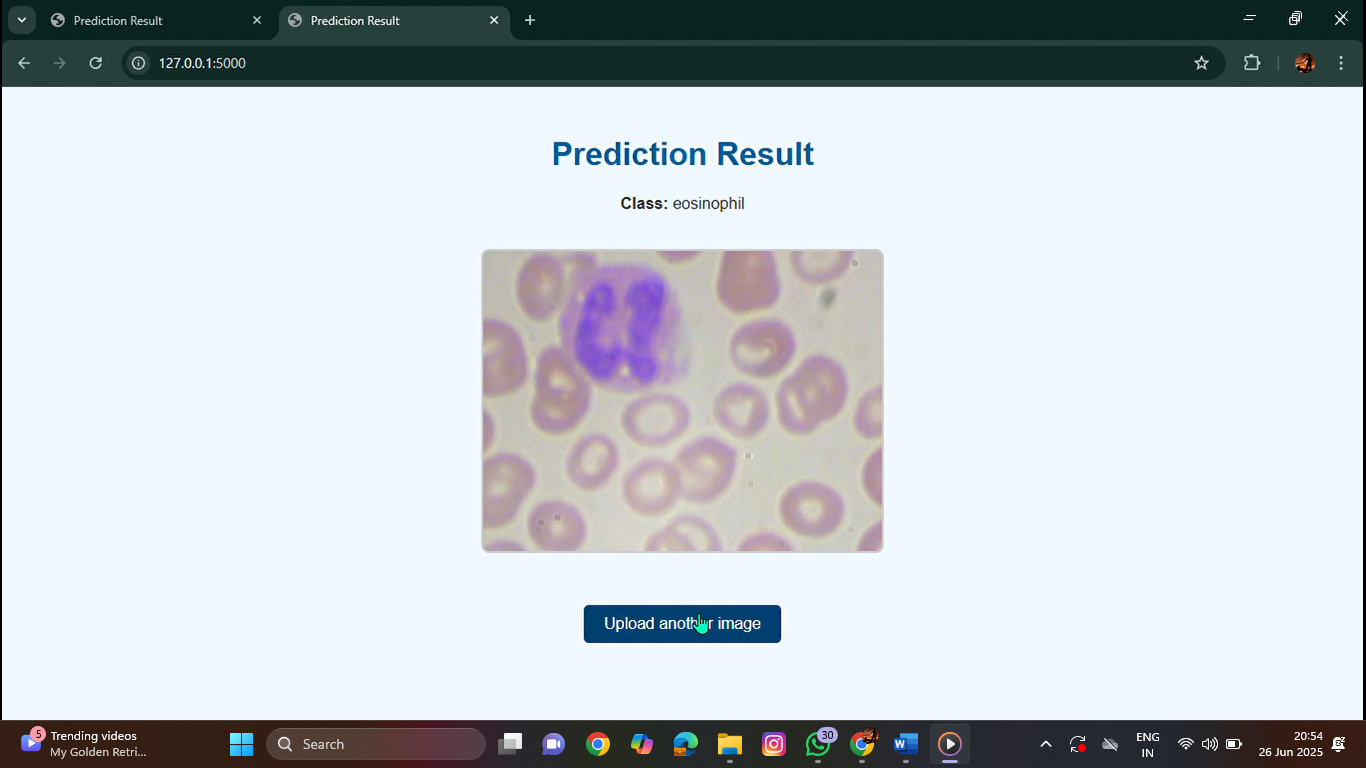 Prediction Result
Prediction Result
127.0.0.1:5000
Prediction Result
Class: eosinophil
Upload another image
5
Trending videos
My Golden Retri...
Search
30
ENG
IN
20:54
26 Jun 2025